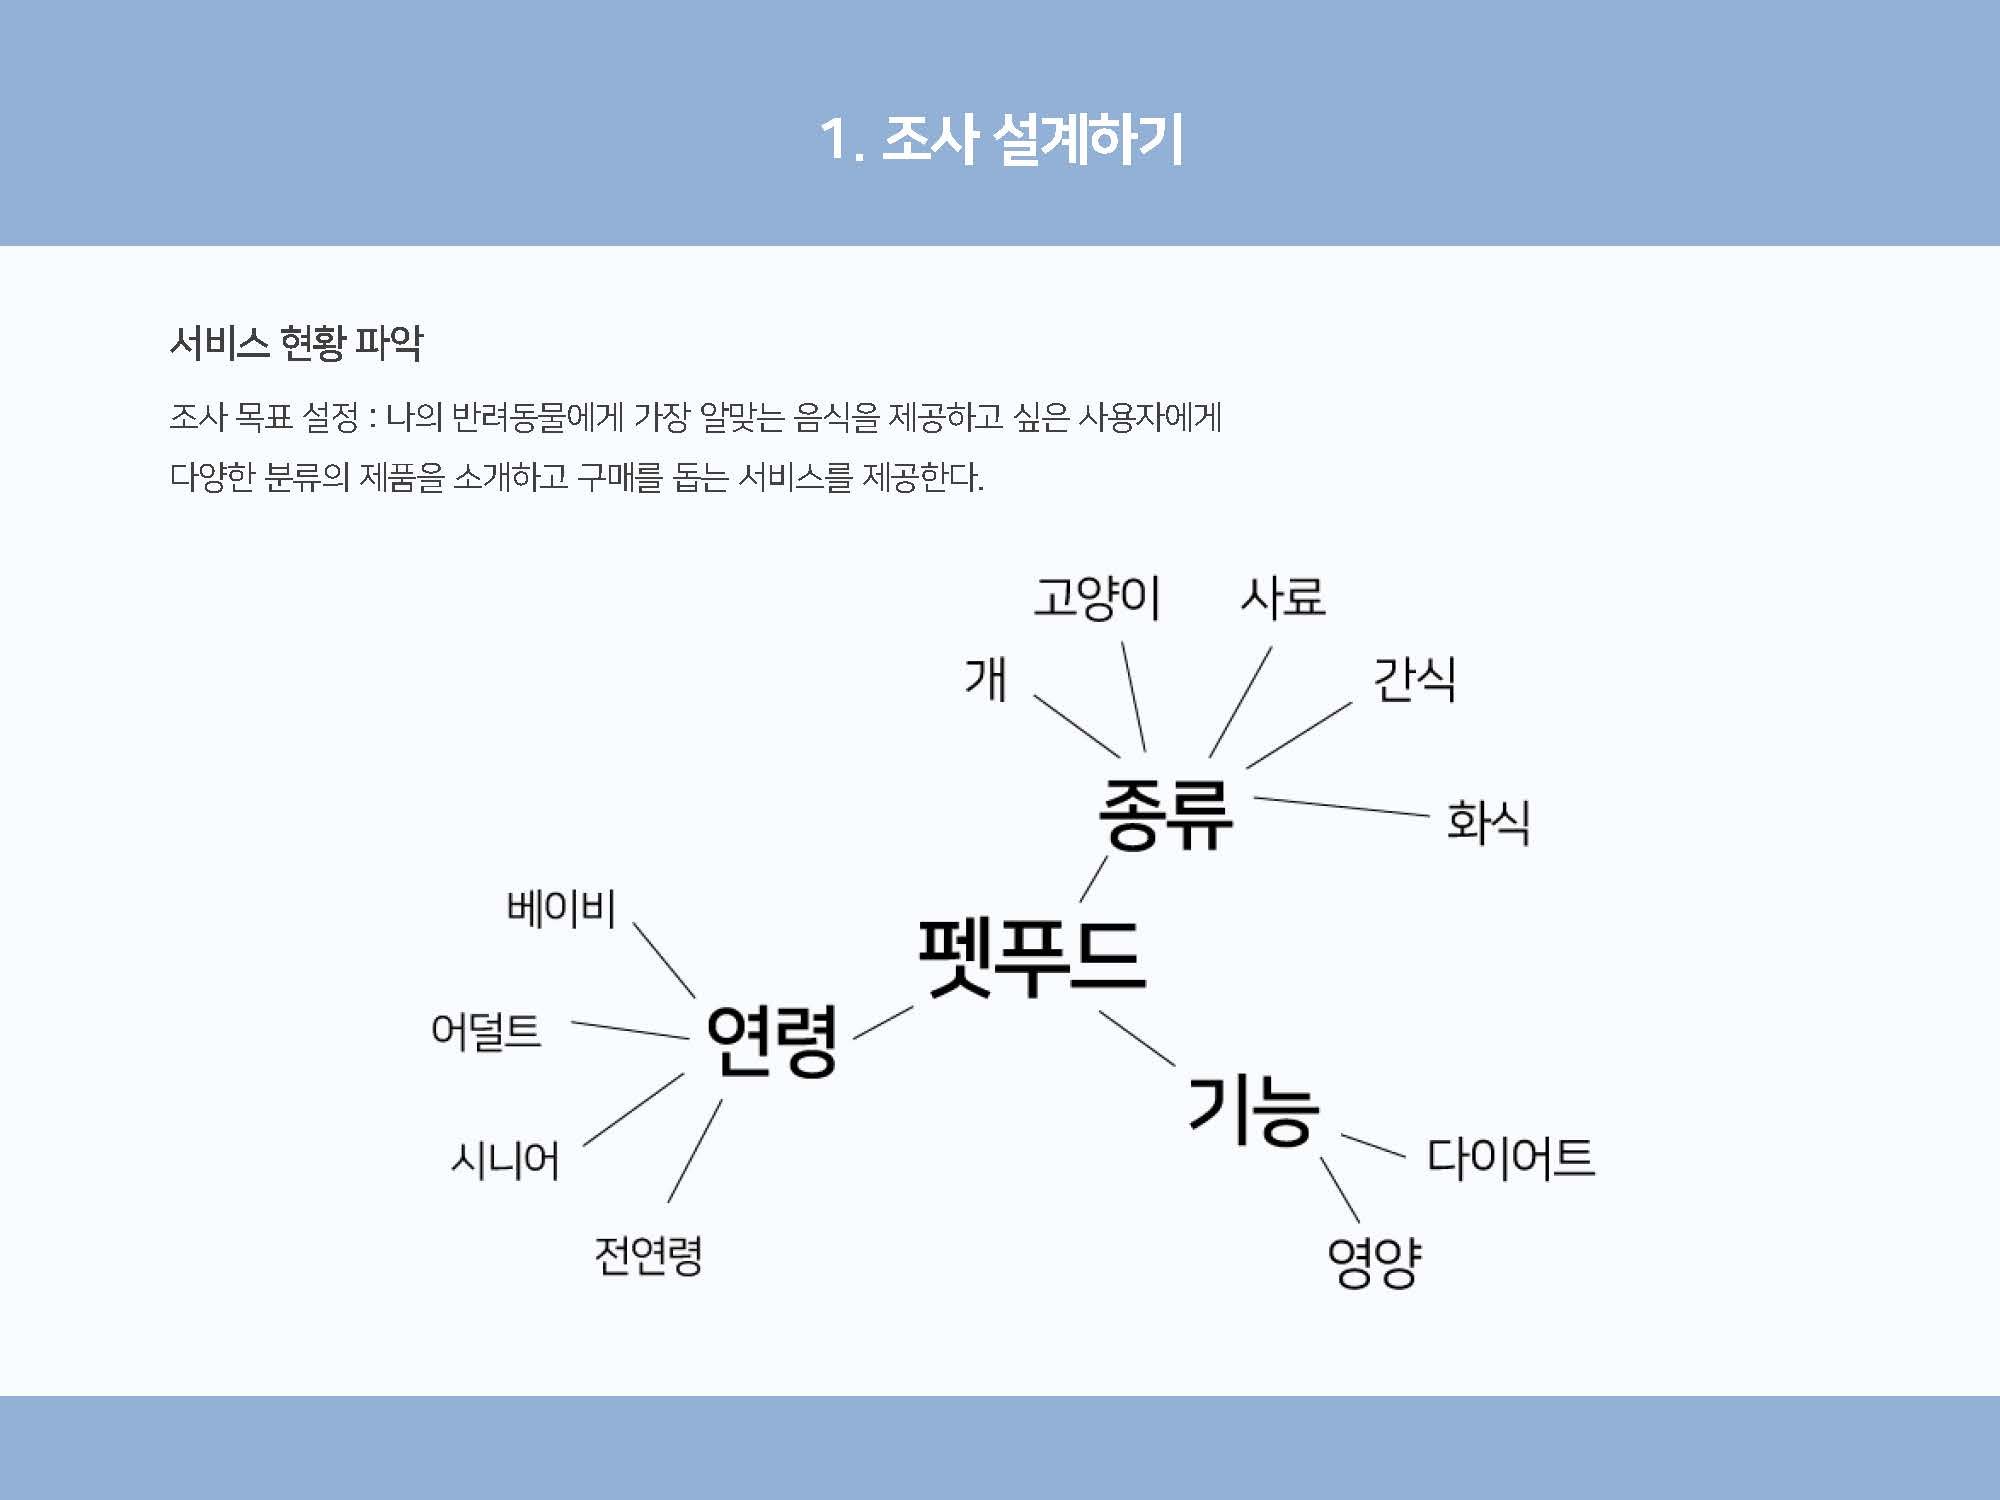 1. 조사 설계하기
서비스 현황 파악
조사 목표 설정 : 나의 반려동물에게 가장 알맞는 음식을 제공하고 싶은 사용자에게
다양한 분류의 제품을 소개하고 구매를 돕는 서비스를 제공한다.
고양이
사료
개
간식
종류
화식
베이비
펫푸드
어덜트
연령
기능
시니어
다이어트
전연령
영양